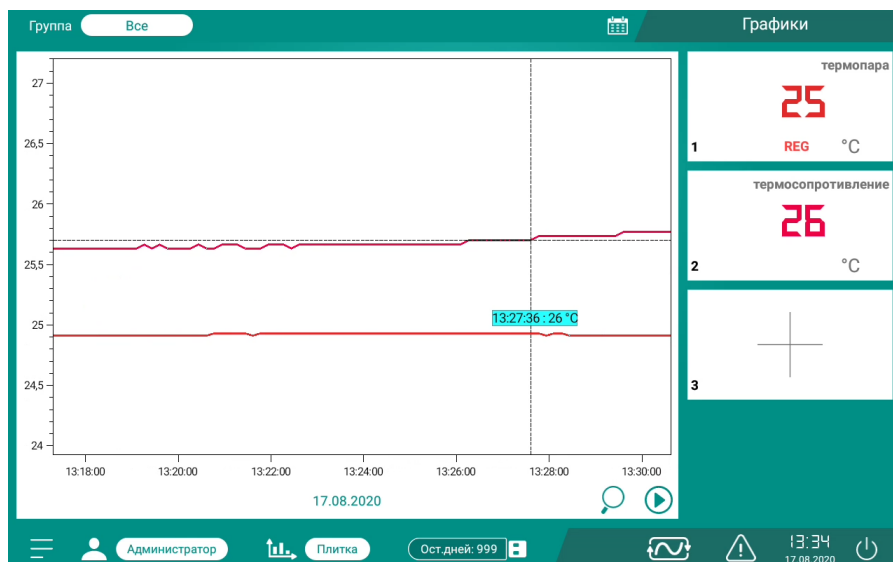 Группа Все Графики
27
26,5
26
25,5
25
24,5
24
13:27:36 : 26 °C
13:18:00 13:20:00 13:22:00 13:24:00 13:26:00 13:28:00 13:30:00
17.08.2020
термопара
25
1 REG °C
термосопротивление
26
2 °C
3
Администратор Плитка Ост.дней: 999 13:34
17.08.2020